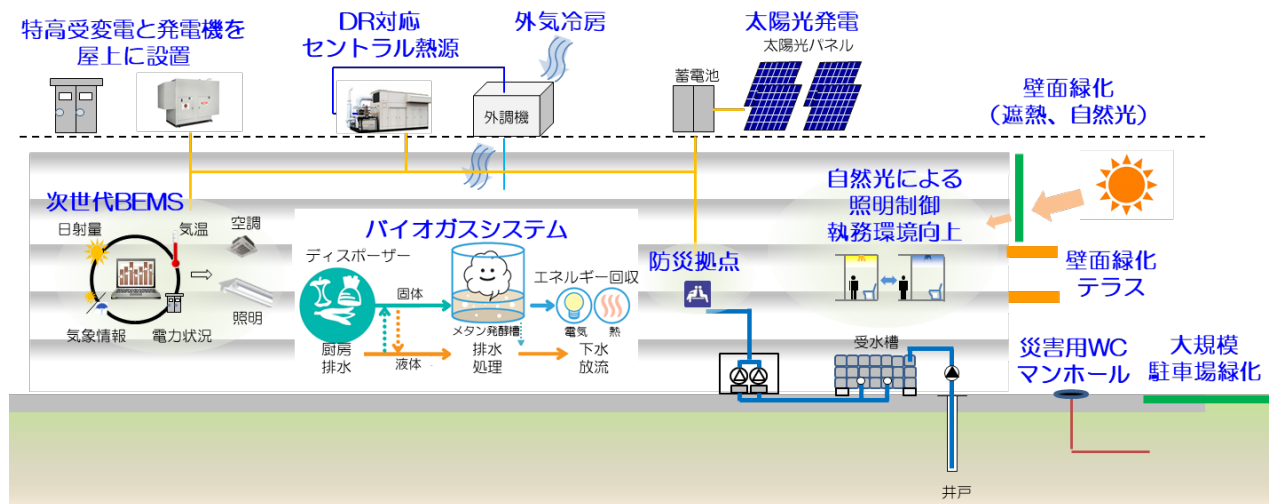 特高受変電と発電機を
屋上に設置
DR対応
セントラル熱源
外気冷房
外調機
太陽光発電
太陽光パネル
蓄電池
壁面緑化
（遮熱、自然光）
次世代BEMS
日射量
気温
空調
照明
気象情報
電力状況
バイオガスシステム
ディスポーザー
固体
メタン発酵槽
エネルギー回収
電気
熱
厨房
排水
液体
排水
処理
下水
放流
防災拠点
自然光による
照明制御
執務環境向上
壁面緑化
テラス
受水槽
災害用WC
マンホール
大規模
駐車場緑化
井戸